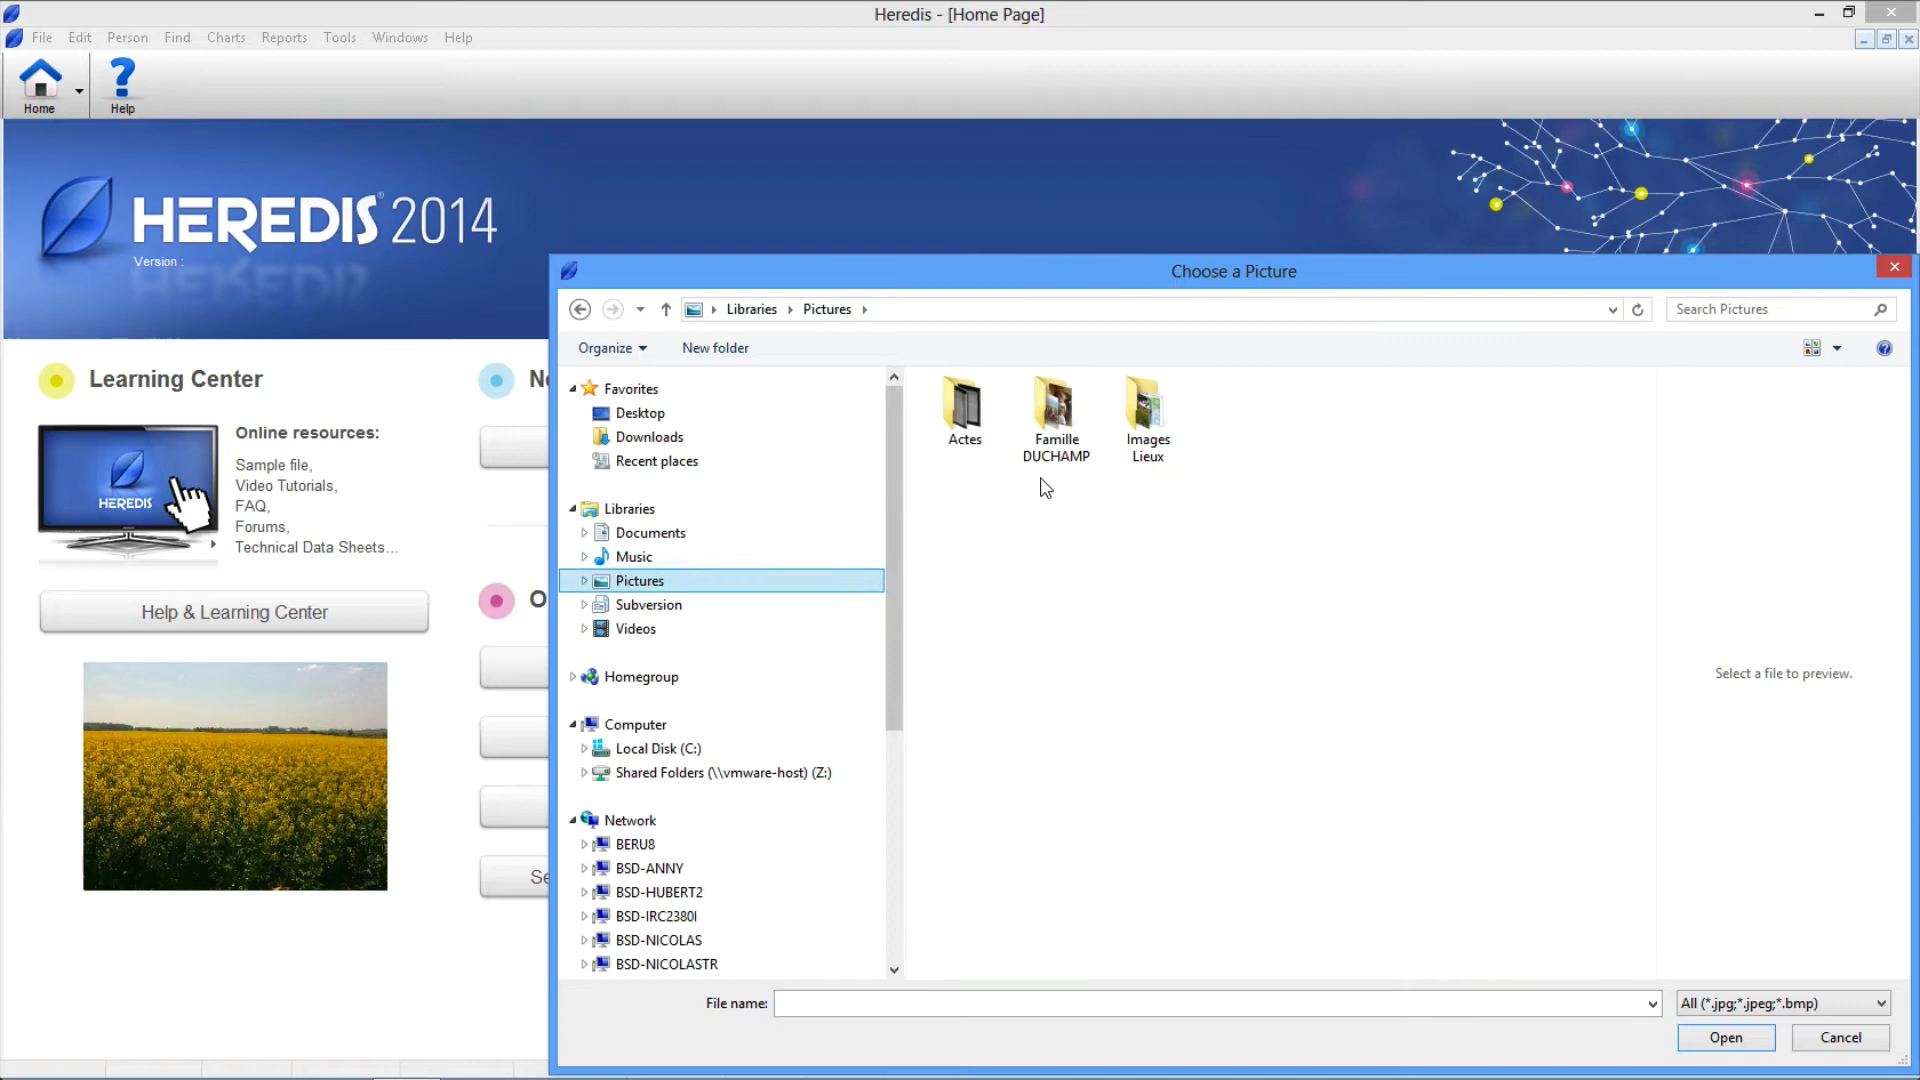 Heredis - [Home Page]
File Edit Person Find Charts Reports Tools Windows Help
Home
Help
HEREDIS® 2014
Version :
Learning Center
Online resources:
Sample file,
Video Tutorials,
FAQ,
Forums,
Technical Data Sheets...
HEREDIS
Help & Learning Center
Choose a Picture
Libraries Pictures
Search Pictures
Organize New folder
Favorites
Desktop
Downloads
Recent places
Libraries
Documents
Music
Pictures
Subversion
Videos
Homegroup
Computer
Local Disk (C:)
Shared Folders (\\vmware-host) (Z:)
Network
BERU8
BSD-ANNY
BSD-HUBERT2
BSD-IRC2380I
BSD-NICOLAS
BSD-NICOLASTR
Actes
Famille
DUCHAMP
Images
Lieux
Select a file to preview.
File name:
All (*.jpg;*.jpeg;*.bmp)
Open Cancel